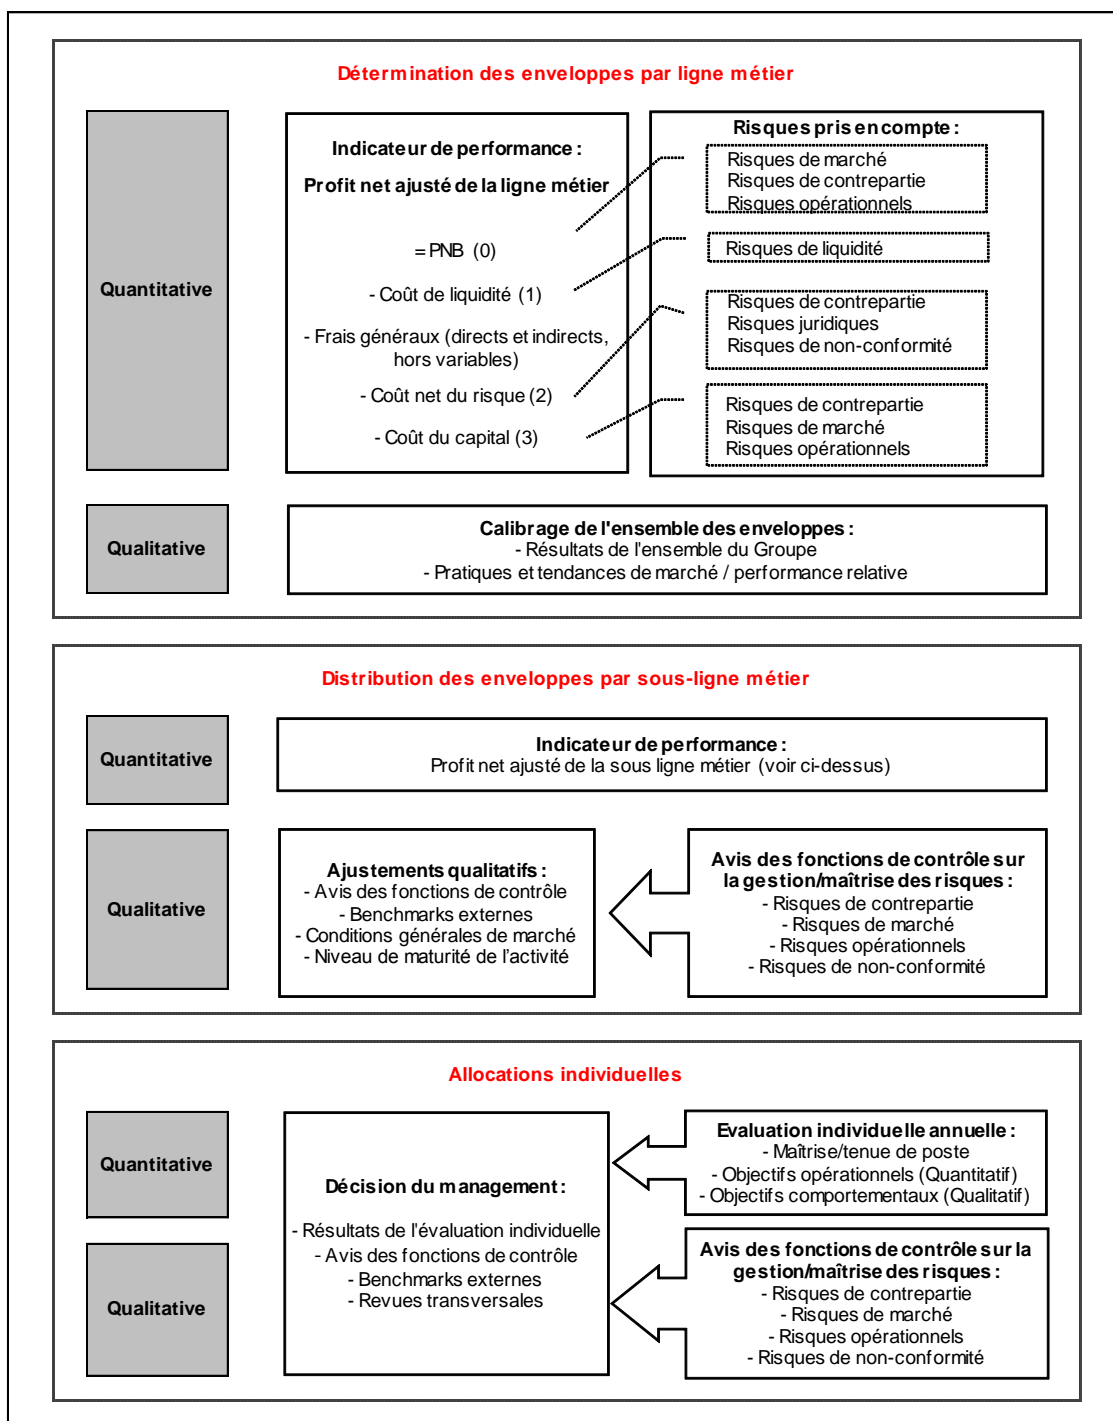 Détermination des enveloppes par ligne métier
Quantitative
Indicateur de performance :
Profit net ajusté de la ligne métier
= PNB (0)
- Coût de liquidité (1)
- Frais généraux (directs et indirects,
hors variables)
- Coût net du risque (2)
- Coût du capital (3)
Risques pris en compte :
Risques de marché
Risques de contrepartie
Risques opérationnels
Risques de liquidité
Risques de contrepartie
Risques juridiques
Risques de non-conformité
Risques de contrepartie
Risques de marché
Risques opérationnels
Qualitative
Calibrage de l'ensemble des enveloppes :
- Résultats de l'ensemble du Groupe
- Pratiques et tendances de marché / performance relative
Distribution des enveloppes par sous-ligne métier
Quantitative
Indicateur de performance :
Profit net ajusté de la sous ligne métier (voir ci-dessus)
Qualitative
Ajustements qualitatifs :
- Avis des fonctions de contrôle
- Benchmarks externes
- Conditions générales de marché
- Niveau de maturité de l’activité
Avis des fonctions de contrôle sur
la gestion/maîtrise des risques :
- Risques de contrepartie
- Risques de marché
- Risques opérationnels
- Risques de non-conformité
Allocations individuelles
Quantitative
Qualitative
Décision du management :
- Résultats de l'évaluation individuelle
- Avis des fonctions de contrôle
- Benchmarks externes
- Revues transversales
Evaluation individuelle annuelle :
- Maîtrise/tenue de poste
- Objectifs opérationnels (Quantitatif)
- Objectifs comportementaux (Qualitatif)
Avis des fonctions de contrôle sur la
gestion/maîtrise des risques :
- Risques de contrepartie
- Risques de marché
- Risques opérationnels
- Risques de non-conformité